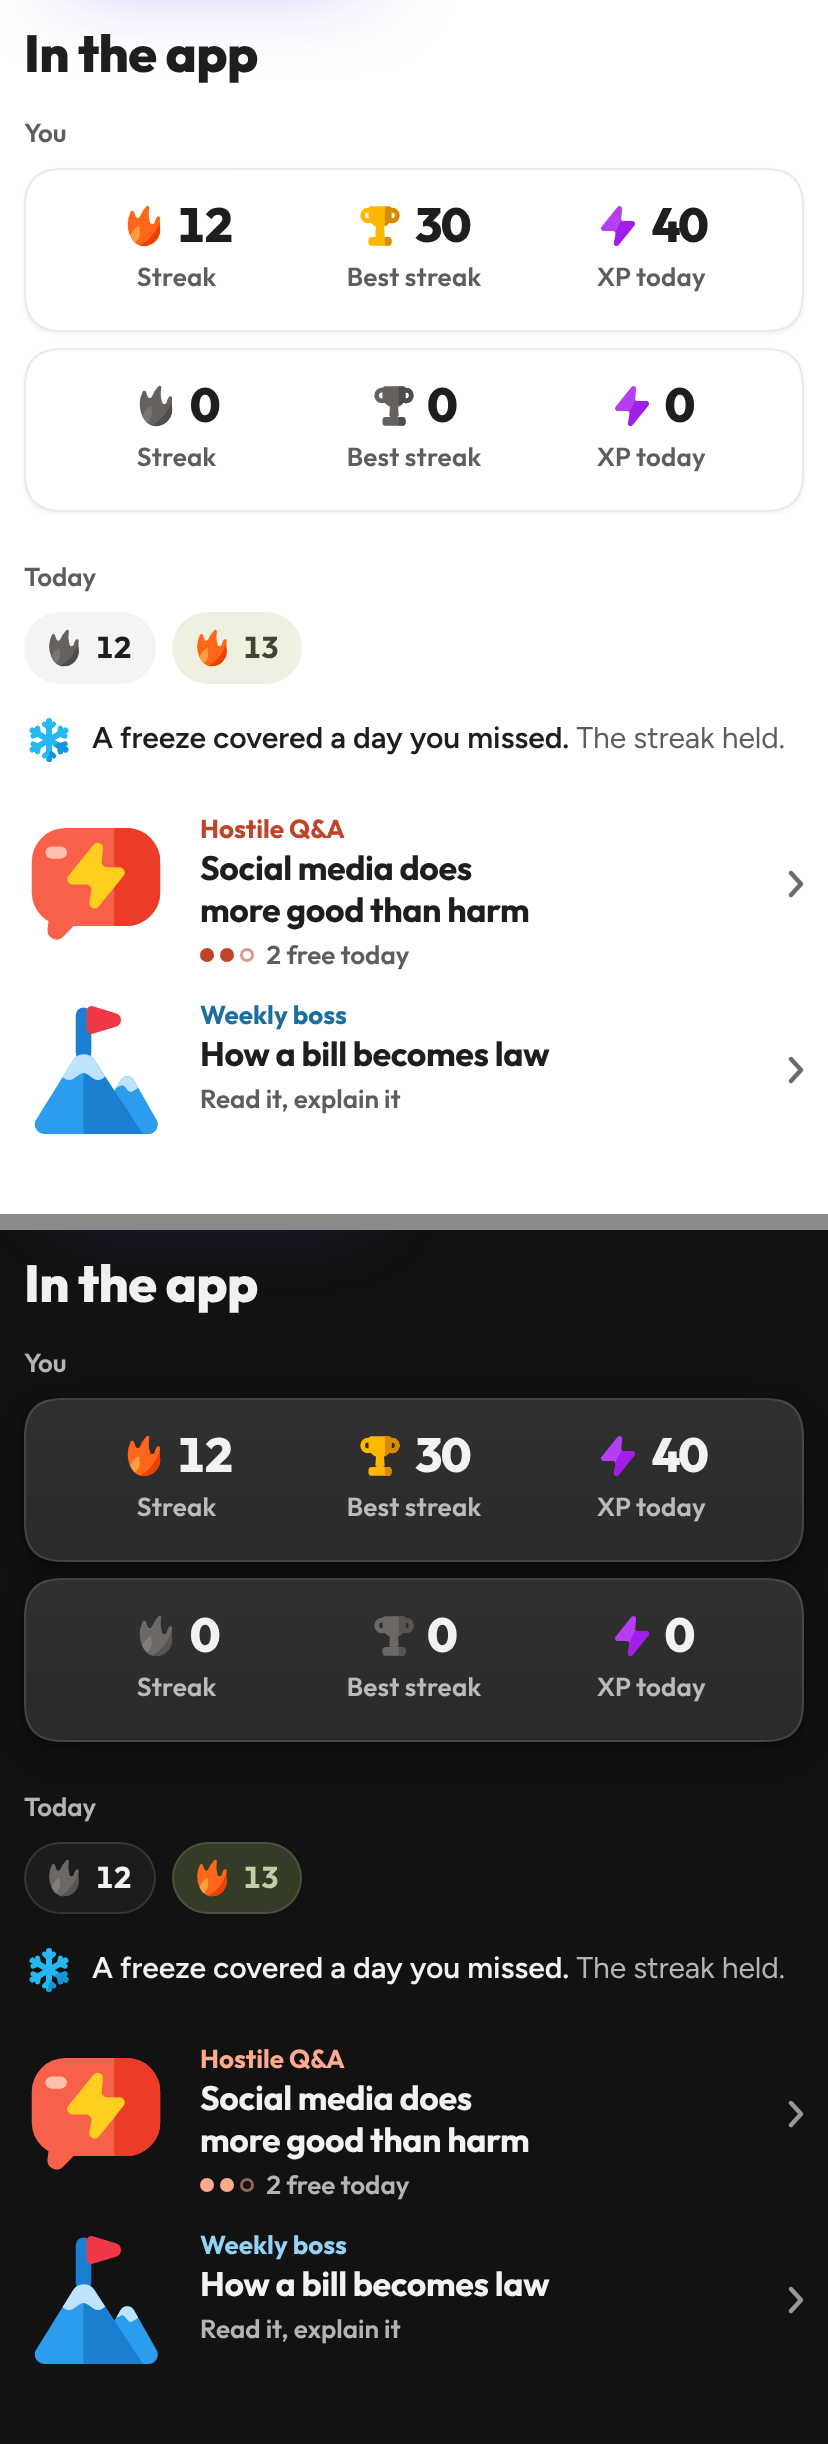 In the app
You
12 30 40
Streak Best streak XP today
0 0 0
Streak Best streak XP today
Today
12 13
A freeze covered a day you missed. The streak held.
Hostile Q&A
Social media does
more good than harm
2 free today
Weekly boss
How a bill becomes law
Read it, explain it
In the app
You
12 30 40
Streak Best streak XP today
0 0 0
Streak Best streak XP today
Today
12 13
A freeze covered a day you missed. The streak held.
Hostile Q&A
Social media does
more good than harm
2 free today
Weekly boss
How a bill becomes law
Read it, explain it